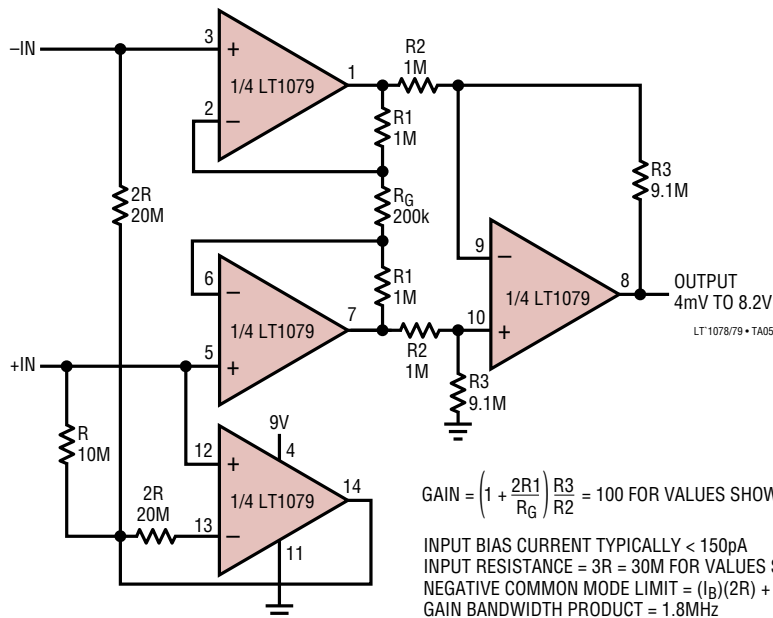 –IN
3
+
1/4 LT1079
2
–
1
R2
1M
R1
1M
RG
200k
R3
9.1M
2R
20M
6
–
1/4 LT1079
5
+
7
R1
1M
R2
1M
9
–
1/4 LT1079
10
+
8
OUTPUT
4mV TO 8.2V
LT`1078/79 • TA05
R3
9.1M
+IN
R
10M
12
+
9V
4
1/4 LT1079
14
2R
20M
13
–
11
GAIN = (1 + 2R1/RG) R3/R2 = 100 FOR VALUES
INPUT BIAS CURRENT TYPICALLY < 150pA
INPUT RESISTANCE = 3R = 30M FOR VALUES
NEGATIVE COMMON MODE LIMIT = (IB)(2R) +
GAIN BANDWIDTH PRODUCT = 1.8MHz